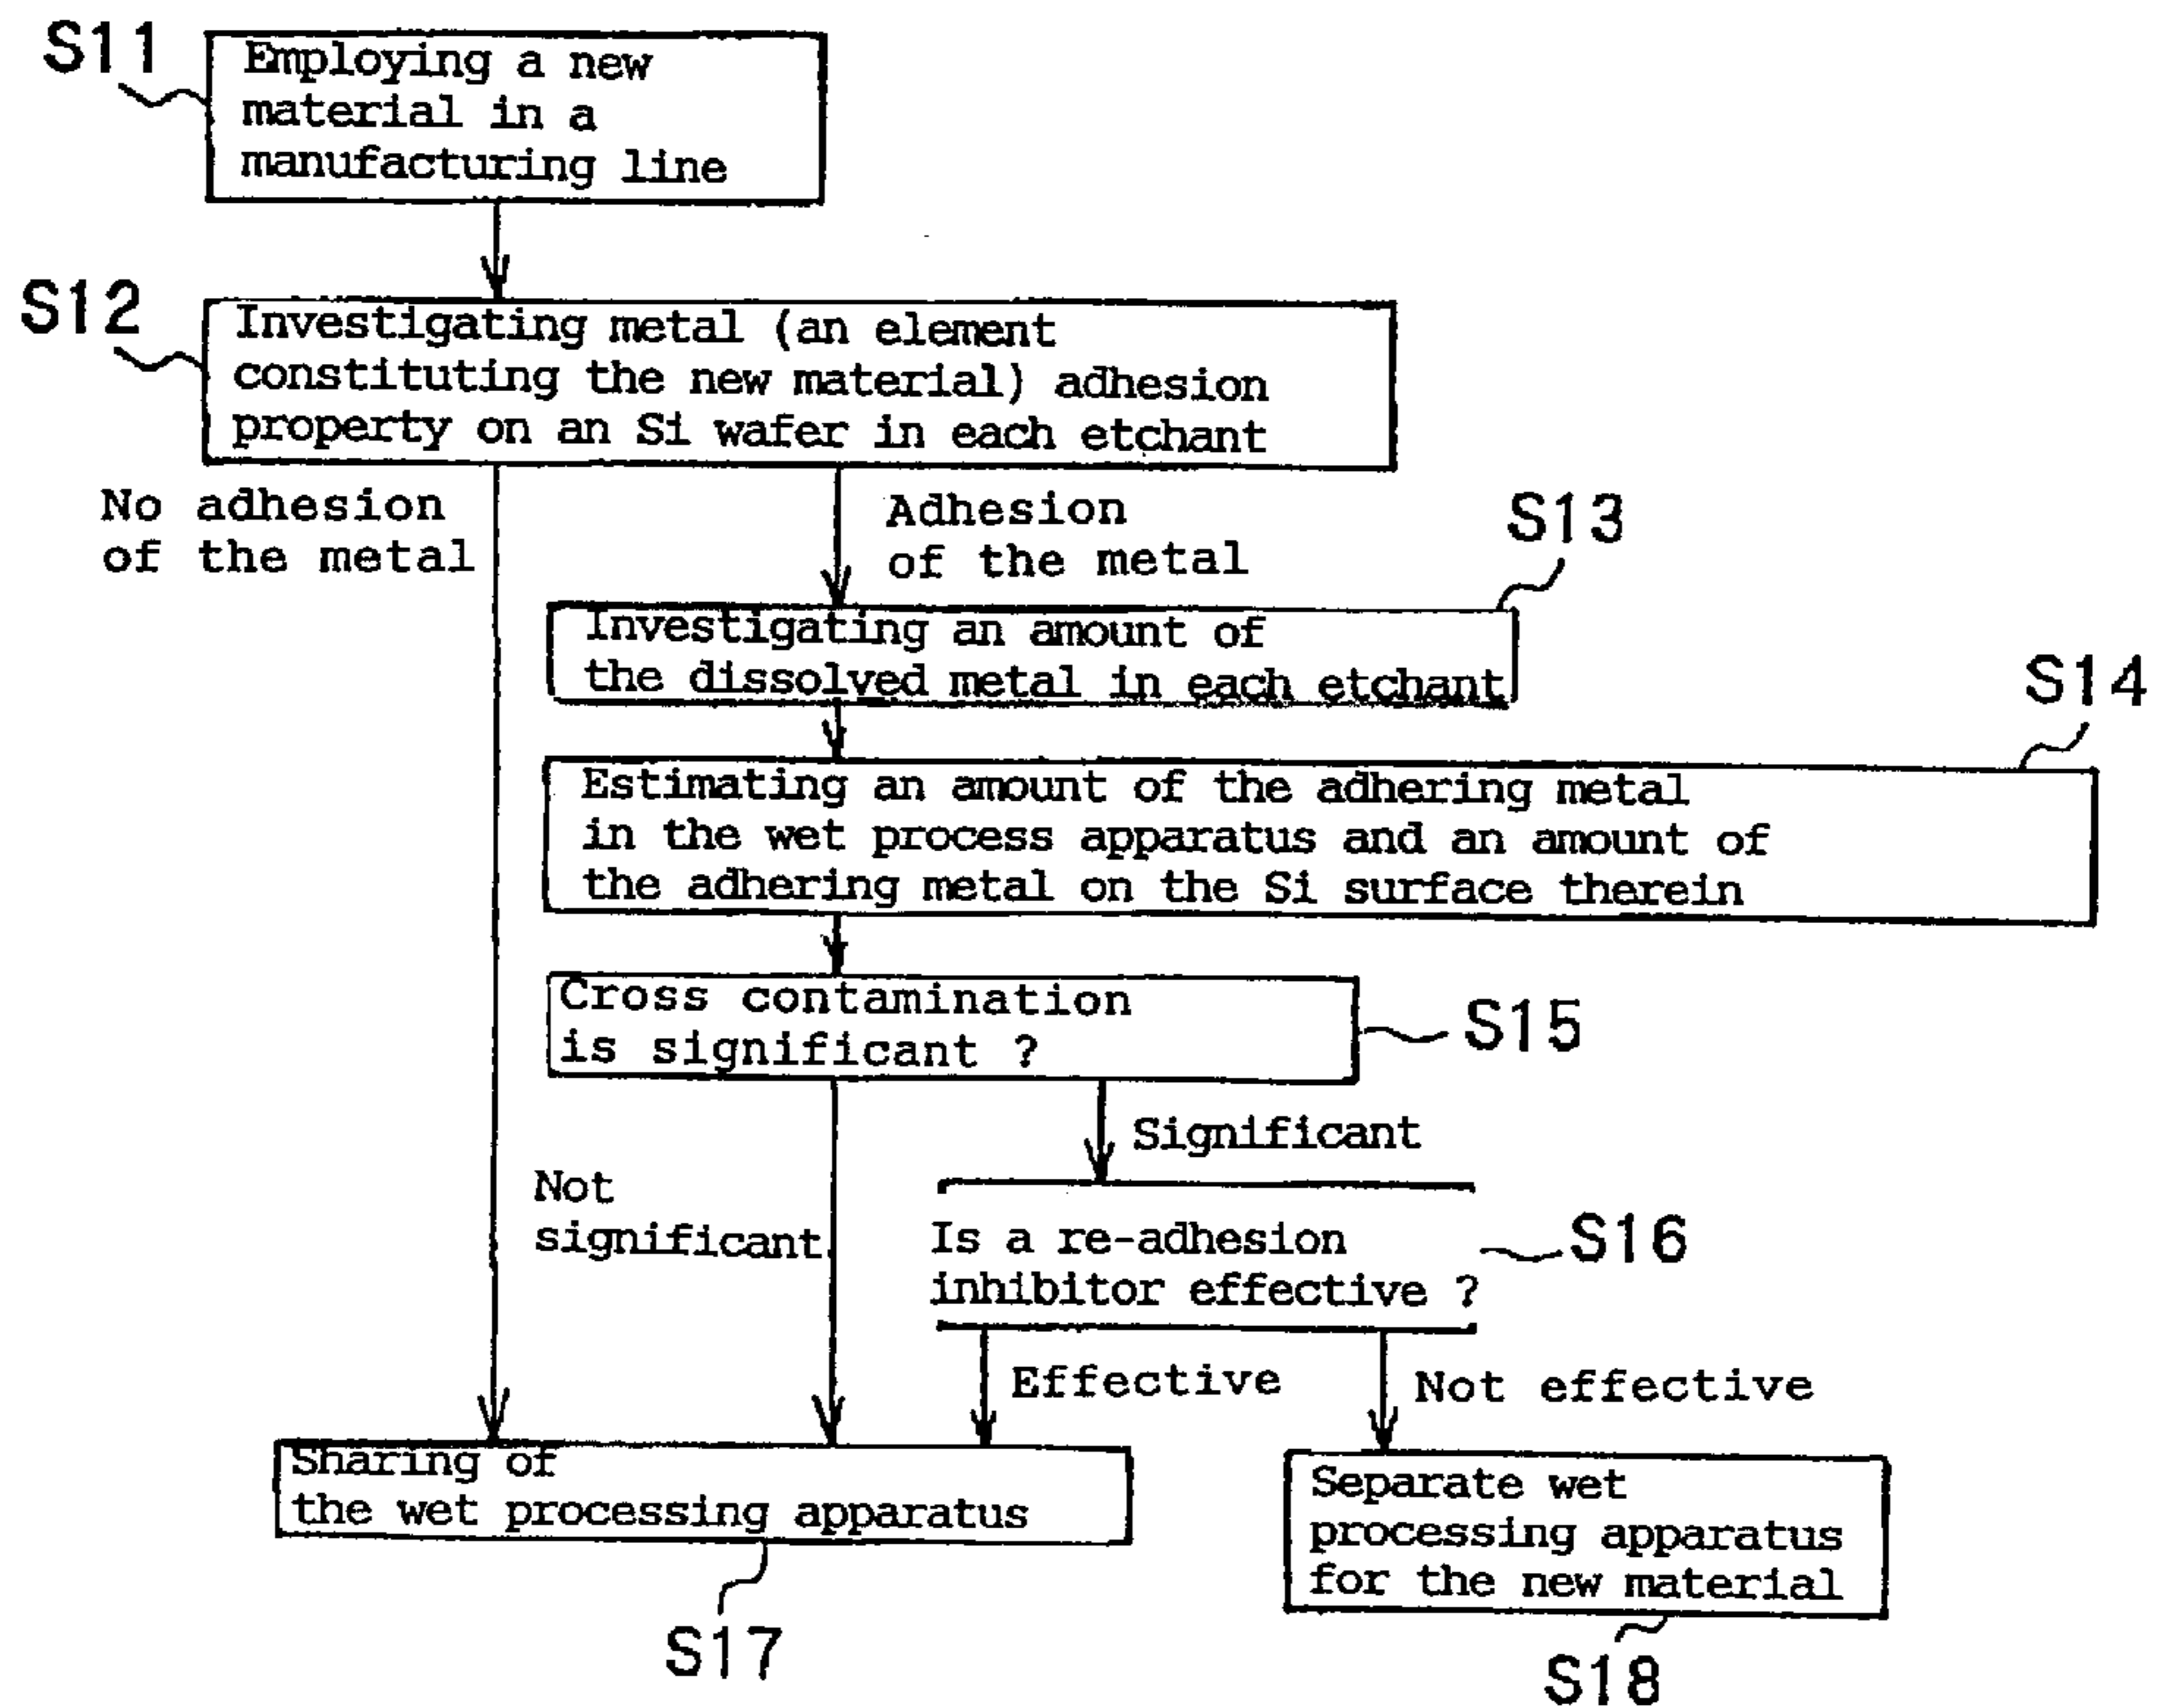 S11
Employing a new
material in a
manufacturing line
S12
Investigating metal (an element
constituting the new material) adhesion
property on an Si wafer in each etchant
No adhesion
of the metal
Adhesion
of the metal
S13
Investigating an amount of
the dissolved metal in each etchant
S14
Estimating an amount of the adhering metal
in the wet process apparatus and an amount of
the adhering metal on the Si surface therein
Cross contamination
is significant ?
S15
Significant
Not
significant
Is a re-adhesion
inhibitor effective ?
S16
Effective
Not effective
Sharing of
the wet processing apparatus
S17
Separate wet
processing apparatus
for the new material
S18